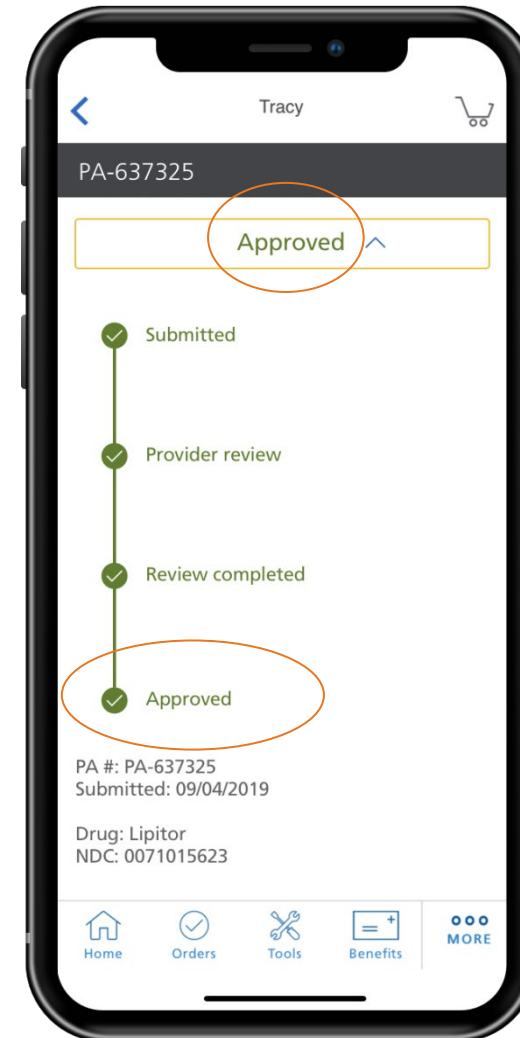 Tracy
PA-637325
Approved
Submitted
Provider review
Review completed
Approved
PA #: PA-637325
Submitted: 09/04/2019
Drug: Lipitor
NDC: 0071015623
Home Orders Tools Benefits MORE